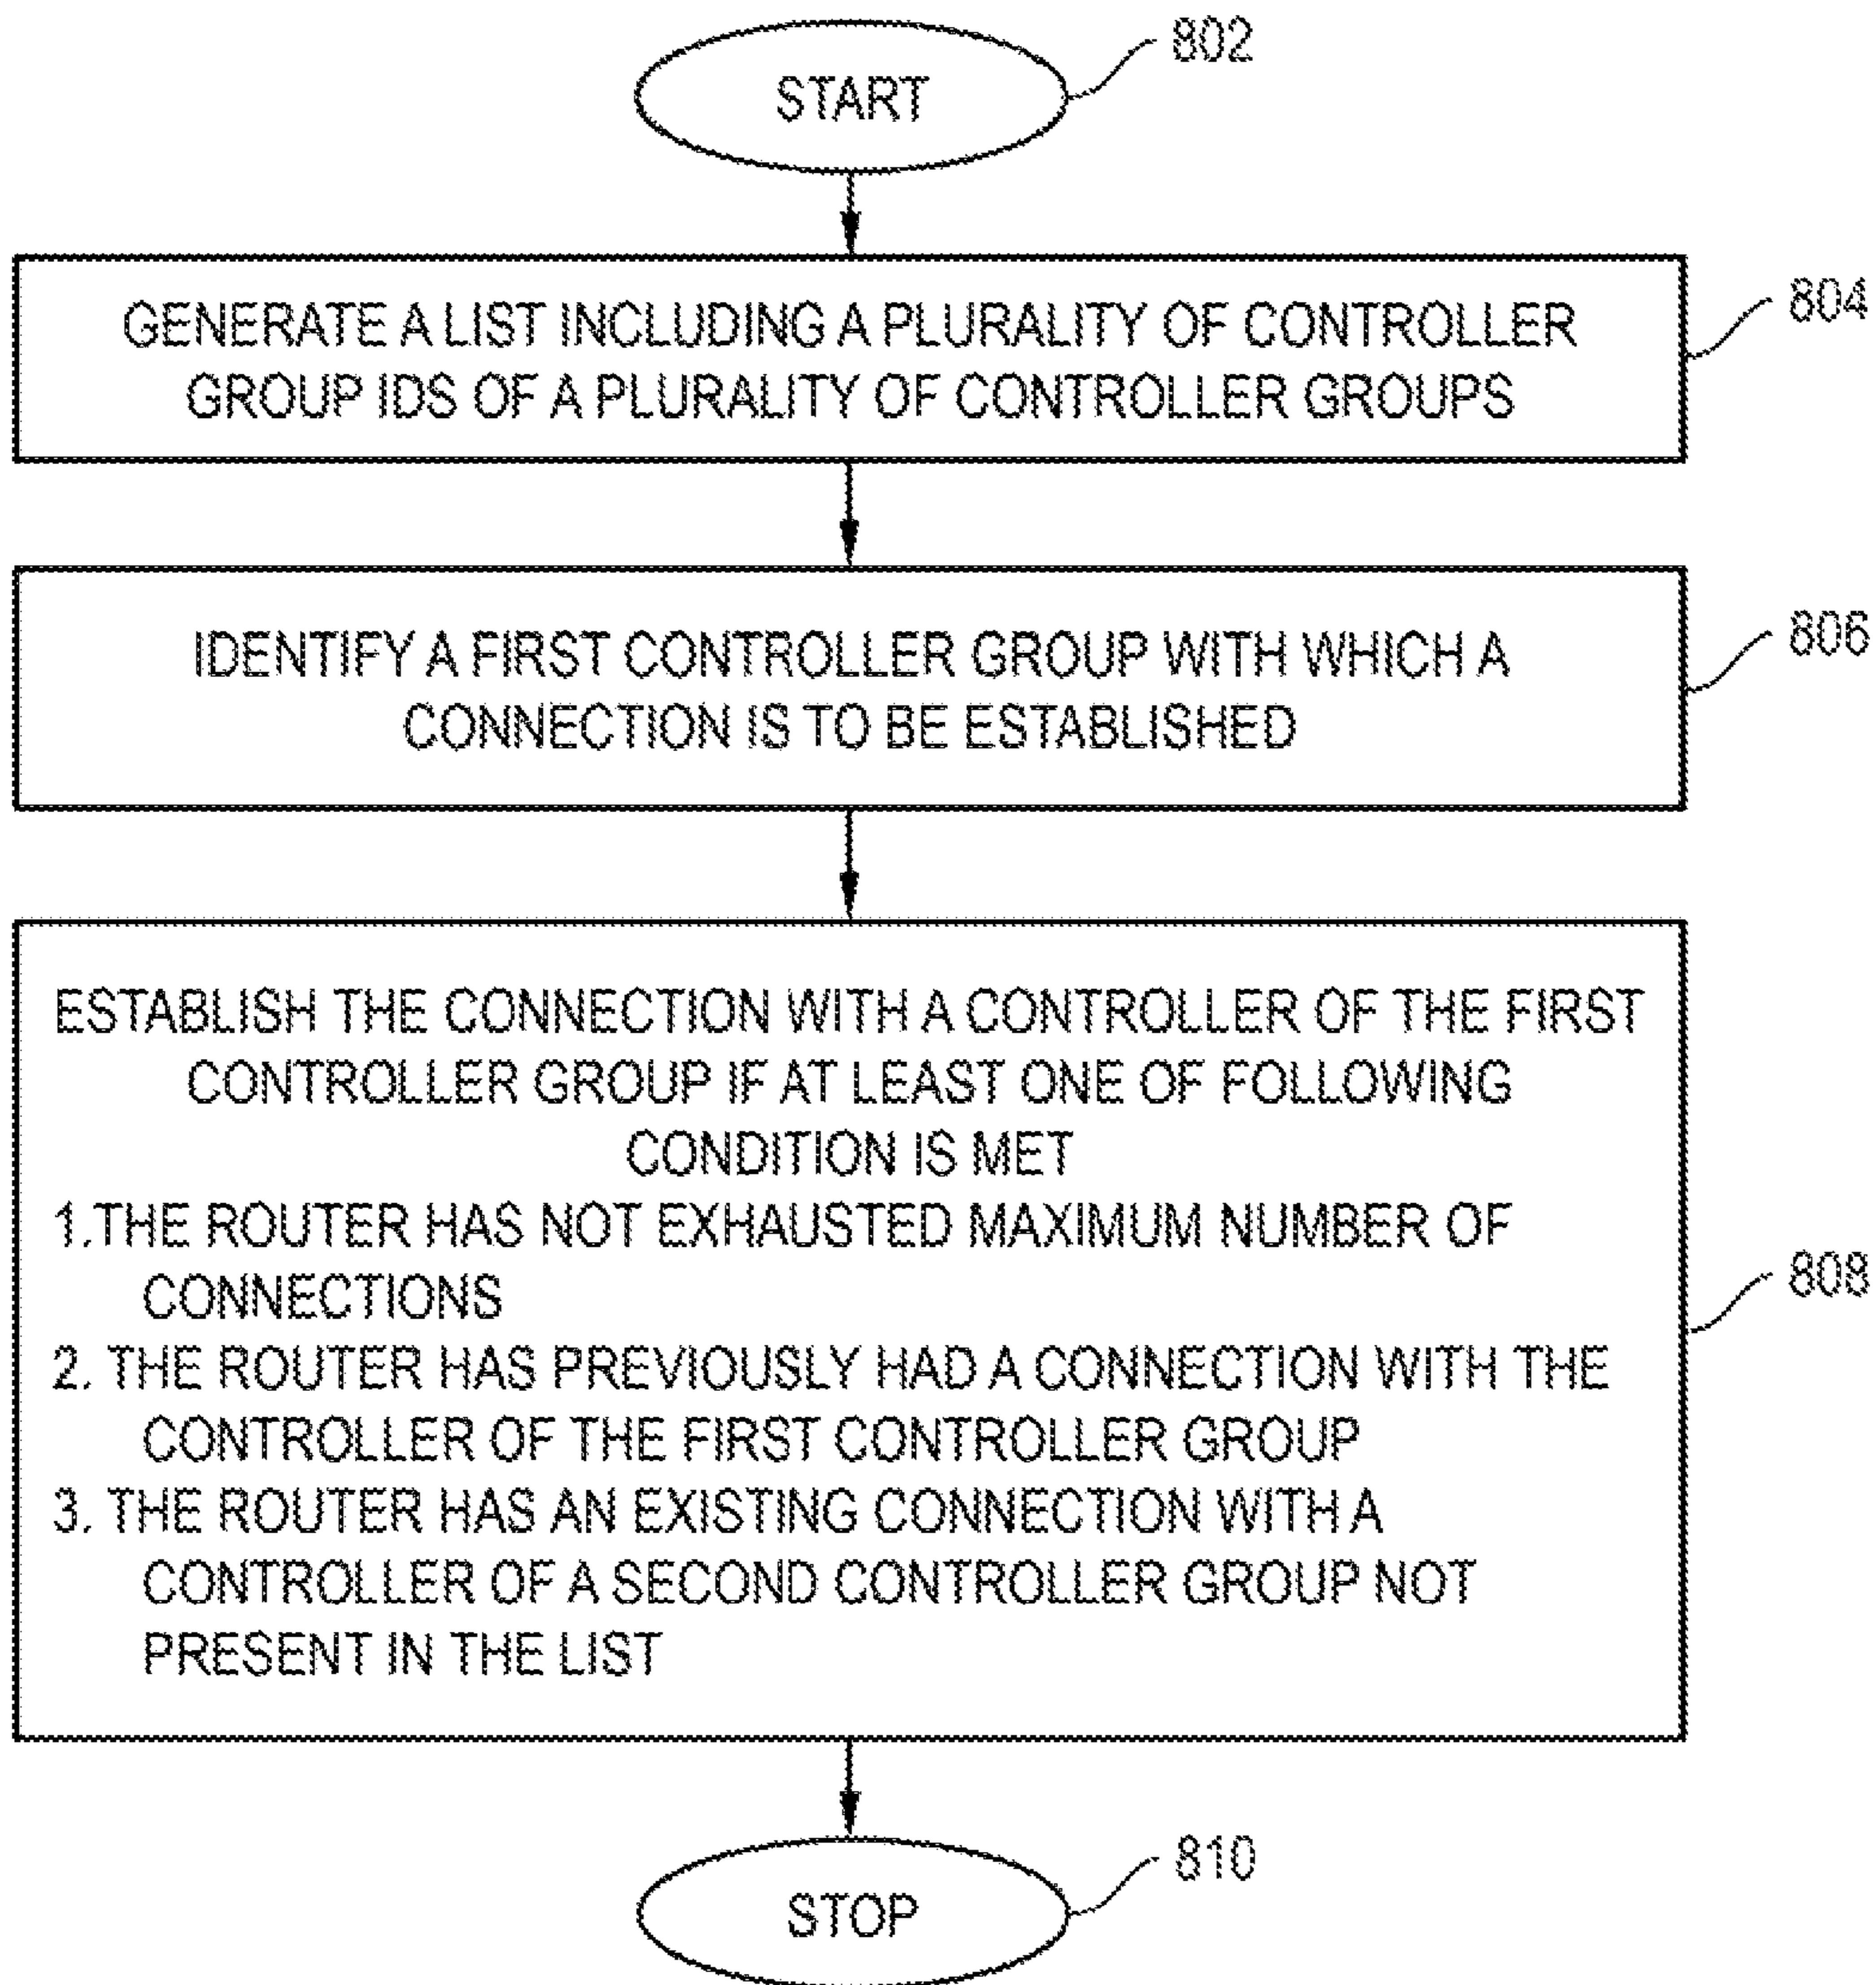 802
START
804
GENERATE A LIST INCLUDING A PLURALITY OF CONTROLLER
GROUP IDS OF A PLURALITY OF CONTROLLER GROUPS
806
IDENTIFY A FIRST CONTROLLER GROUP WITH WHICH A
CONNECTION IS TO BE ESTABLISHED
ESTABLISH THE CONNECTION WITH A CONTROLLER OF THE FIRST
CONTROLLER GROUP IF AT LEAST ONE OF FOLLOWING
CONDITION IS MET
1.THE ROUTER HAS NOT EXHAUSTED MAXIMUM NUMBER OF
CONNECTIONS
808
2. THE ROUTER HAS PREVIOUSLY HAD A CONNECTION WITH THE
CONTROLLER OF THE FIRST CONTROLLER GROUP
3. THE ROUTER HAS AN EXISTING CONNECTION WITH A
CONTROLLER OF A SECOND CONTROLLER GROUP NOT
PRESENT IN THE LIST
810
STOP